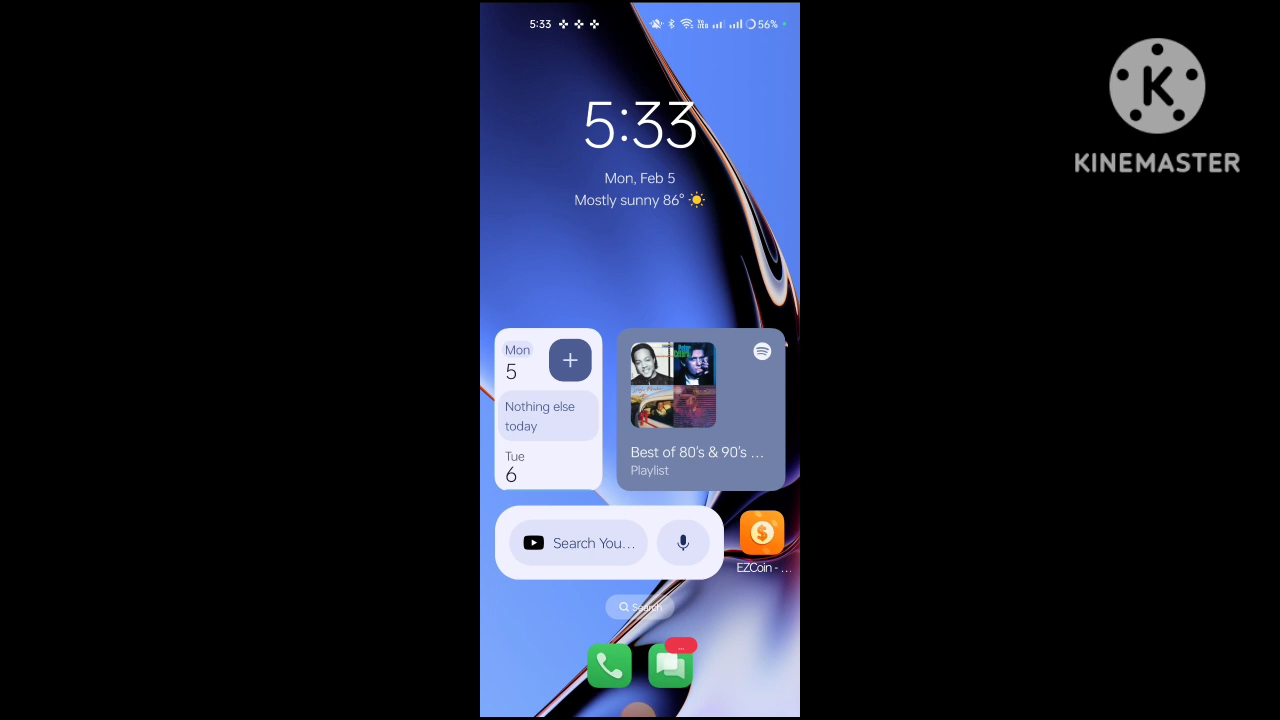 5:33
56%
K
KINEMASTER
5:33
Mon, Feb 5
Mostly sunny 86°
Mon
5
Nothing else
today
Tue
6
Best of 80's & 90's ...
Playlist
Search You...
EZCoin - ...
Search
...